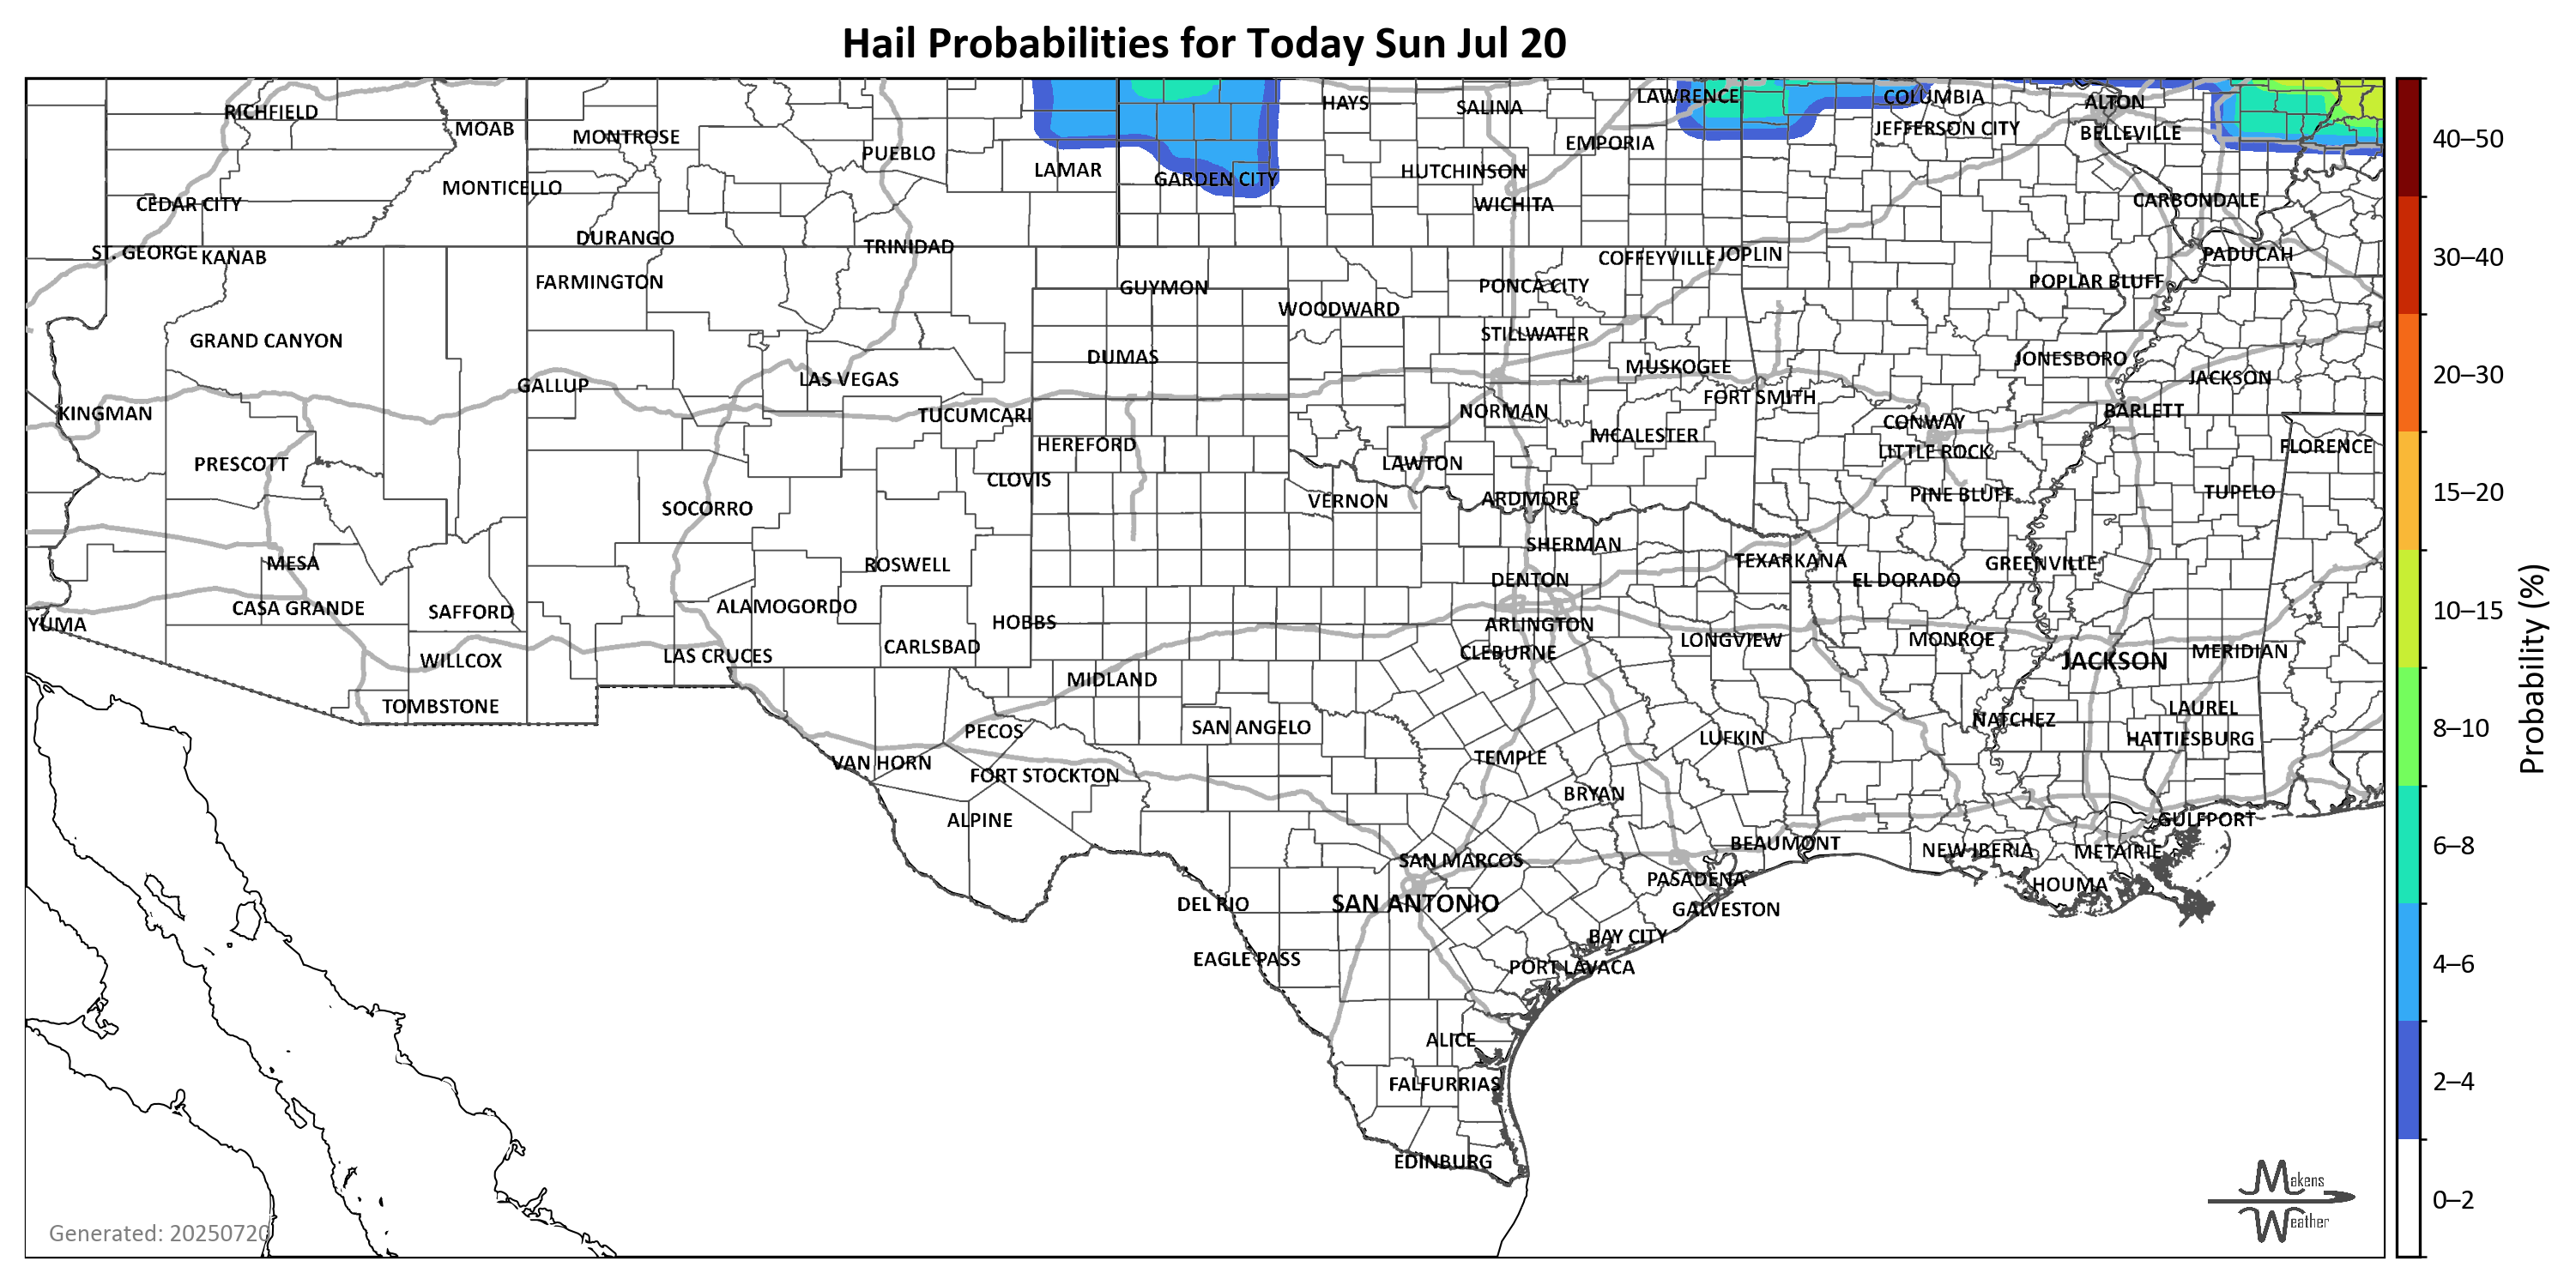 Hail Probabilities for Today Sun Jul 20
RICHFIELD
MOAB
MONTROSE
PUEBLO
LAMAR
GARDEN CITY
HAYS
SALINA
LAWRENCE
EMPORIA
HUTCHINSON
WICHITA
COLUMBIA
JEFFERSON CITY
ALTON
BELLEVILLE
CARBONDALE
CEDAR CITY
MONTICELLO
ST. GEORGE
KANAB
DURANGO
TRINIDAD
COFFEYVILLE
JOPLIN
PADUCAH
FARMINGTON
GUYMON
WOODWARD
PONCA CITY
POPLAR BLUFF
GRAND CANYON
DUMAS
STILLWATER
MUSKOGEE
JONESBORO
JACKSON
KINGMAN
GALLUP
LAS VEGAS
TUCUMCARI
NORMAN
FORT SMITH
CONWAY
BARLETT
HEREFORD
MCALESTER
LITTLE ROCK
FLORENCE
PRESCOTT
CLOVIS
LAWTON
VERNON
ARDMORE
PINE BLUFF
TUPELO
SOCORRO
SHERMAN
MESA
ROSWELL
DENTON
TEXARKANA
EL DORADO
GREENVILLE
CASA GRANDE
SAFFORD
ALAMOGORDO
HOBBS
ARLINGTON
YUMA
CARLSBAD
CLEBURNE
LONGVIEW
MONROE
JACKSON
MERIDIAN
WILLCOX
LAS CRUCES
MIDLAND
TOMBSTONE
PECOS
SAN ANGELO
LUFKIN
NATCHEZ
LAUREL
HATTIESBURG
VAN HORN
FORT STOCKTON
TEMPLE
BRYAN
ALPINE
GULFPORT
SAN MARCOS
BEAUMONT
NEW IBERIA
METAIRIE
DEL RIO
SAN ANTONIO
PASADENA
GALVESTON
HOUMA
BAY CITY
EAGLE PASS
PORT LAVACA
ALICE
FALFURRIAS
EDINBURG
Generated: 20250720
Makens
Weather
40–50
30–40
20–30
15–20
10–15
8–10
6–8
4–6
2–4
0–2
Probability (%)